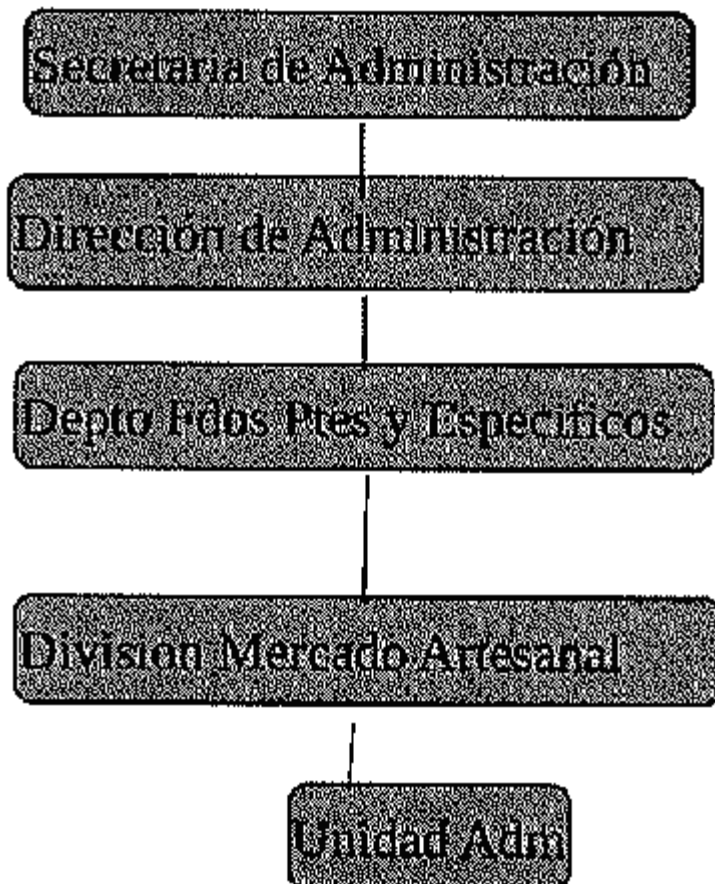 Secretaria de Administración
Dirección de Administración
Depto Fdos Ptes y Especificos
Division Mercado Artesanal
Unidad Adm